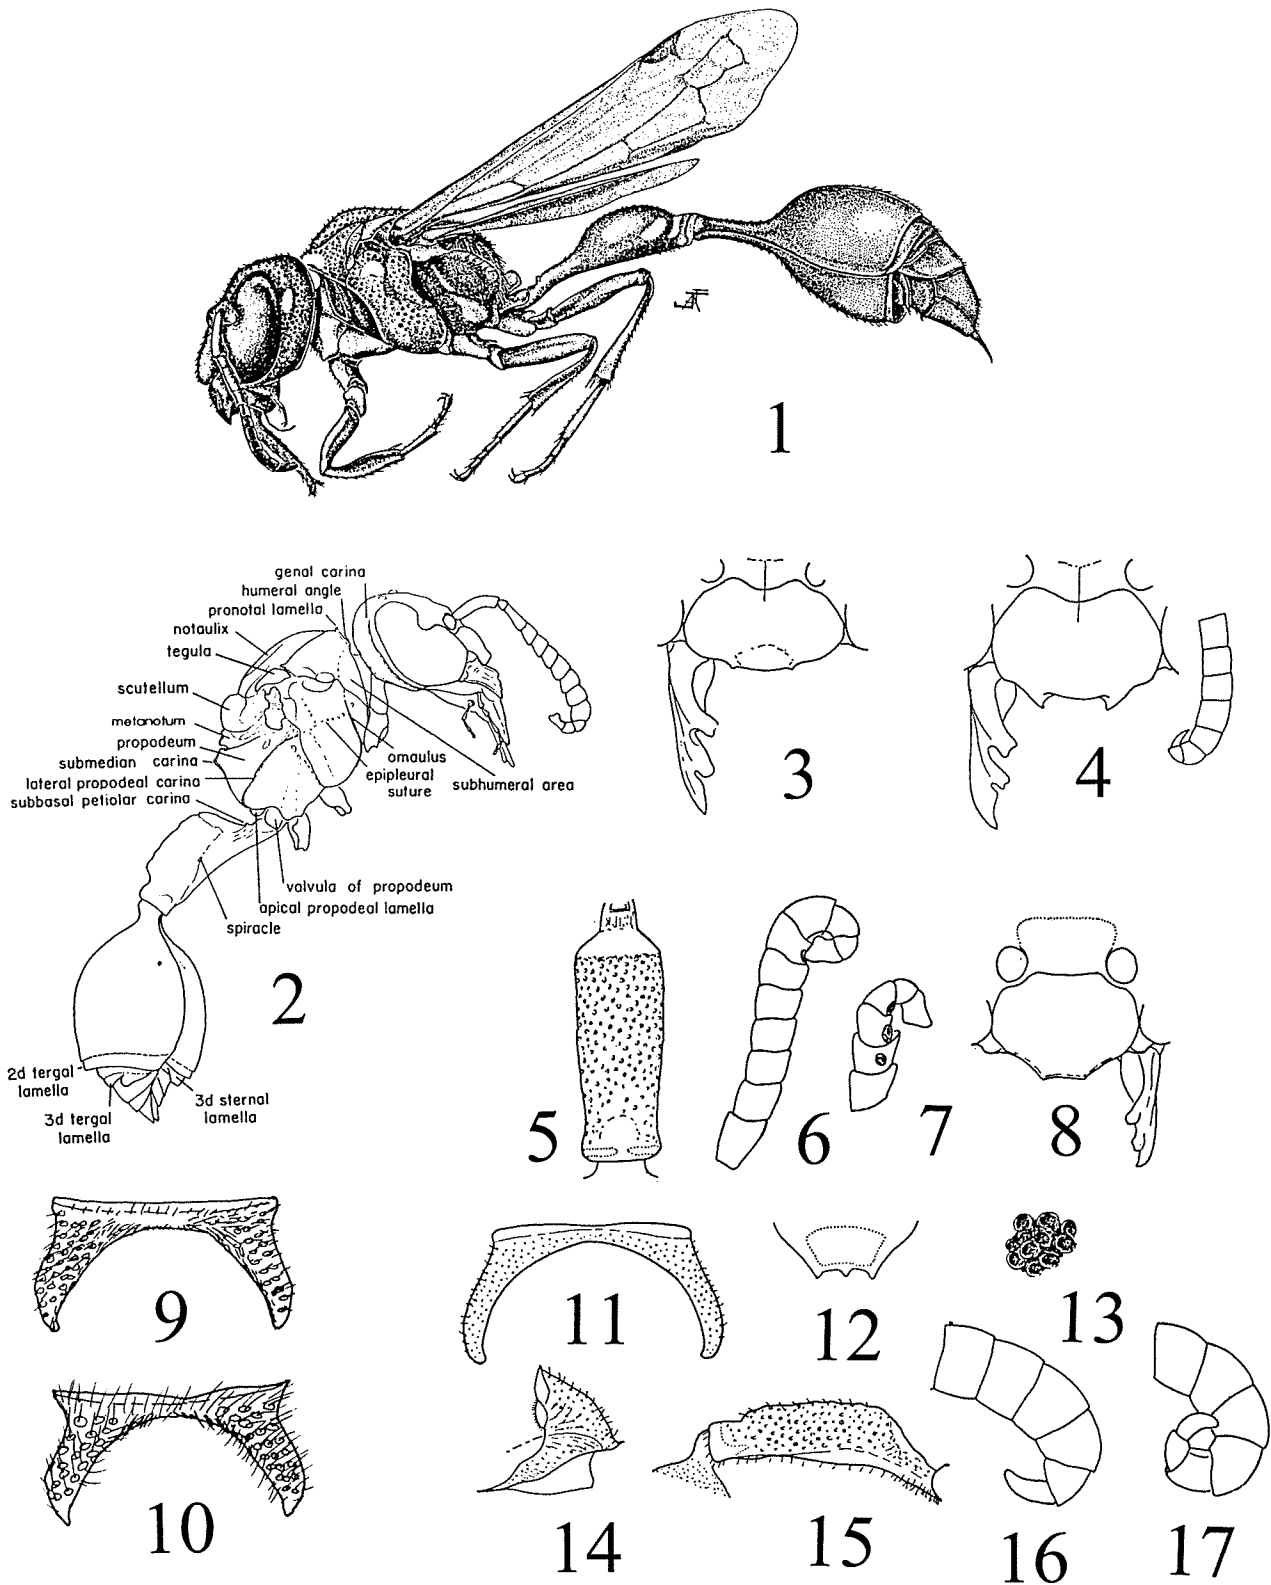 1
genal carina
humeral angle
pronotal lamella
notaulix
tegula
scutellum
metanotum
propodeum
submedian carina
lateral propodeal carina
subbasal petiolar carina
omaulus
epipleural
suture
subhumeral area
valvula of propodeum
apical propodeal lamella
spiracle
2
2d tergal
lamella
3d sternal
lamella
3d tergal
lamella
3
4
5
6
7
8
9
10
11
12
13
14
15
16
17